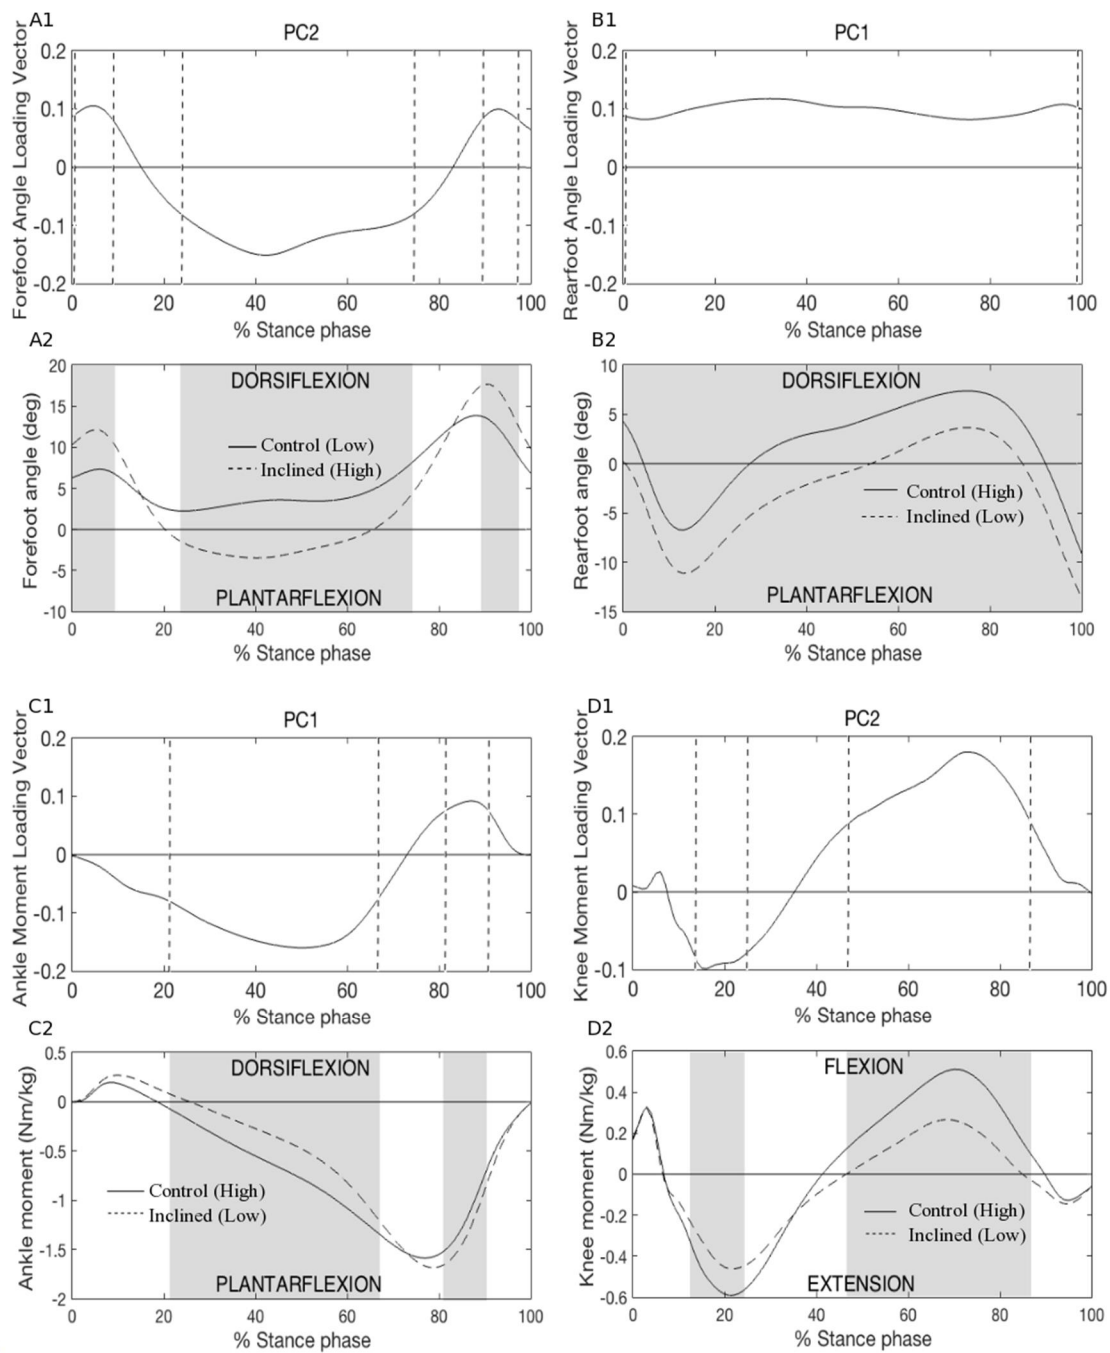 A1
PC2
Forefoot Angle Loading Vector
0.2
0.1
0
-0.1
-0.2
0 20 40 60 80 100
% Stance phase
B1
PC1
Rearfoot Angle Loading Vector
0.2
0.1
0
-0.1
-0.2
0 20 40 60 80 100
% Stance phase
A2
Forefoot angle (deg)
20
15
10
5
0
-5
-10
DORSIFLEXION
Control (Low)
Inclined (High)
PLANTARFLEXION
0 20 40 60 80 100
% Stance phase
B2
Rearfoot angle (deg)
10
5
0
-5
-10
-15
DORSIFLEXION
Control (High)
Inclined (Low)
PLANTARFLEXION
0 20 40 60 80 100
% Stance phase
C1
PC1
Ankle Moment Loading Vector
0.2
0.1
0
-0.1
-0.2
0 20 40 60 80 100
% Stance phase
D1
PC2
Knee Moment Loading Vector
0.2
0.1
0
-0.1
0 20 40 60 80 100
% Stance phase
C2
Ankle moment (Nm/kg)
0.5
0
-0.5
-1
-1.5
-2
DORSIFLEXION
Control (High)
Inclined (Low)
PLANTARFLEXION
0 20 40 60 80 100
% Stance phase
D2
Knee moment (Nm/kg)
0.6
0.4
0.2
0
-0.2
-0.4
-0.6
FLEXION
Control (High)
Inclined (Low)
EXTENSION
0 20 40 60 80 100
% Stance phase